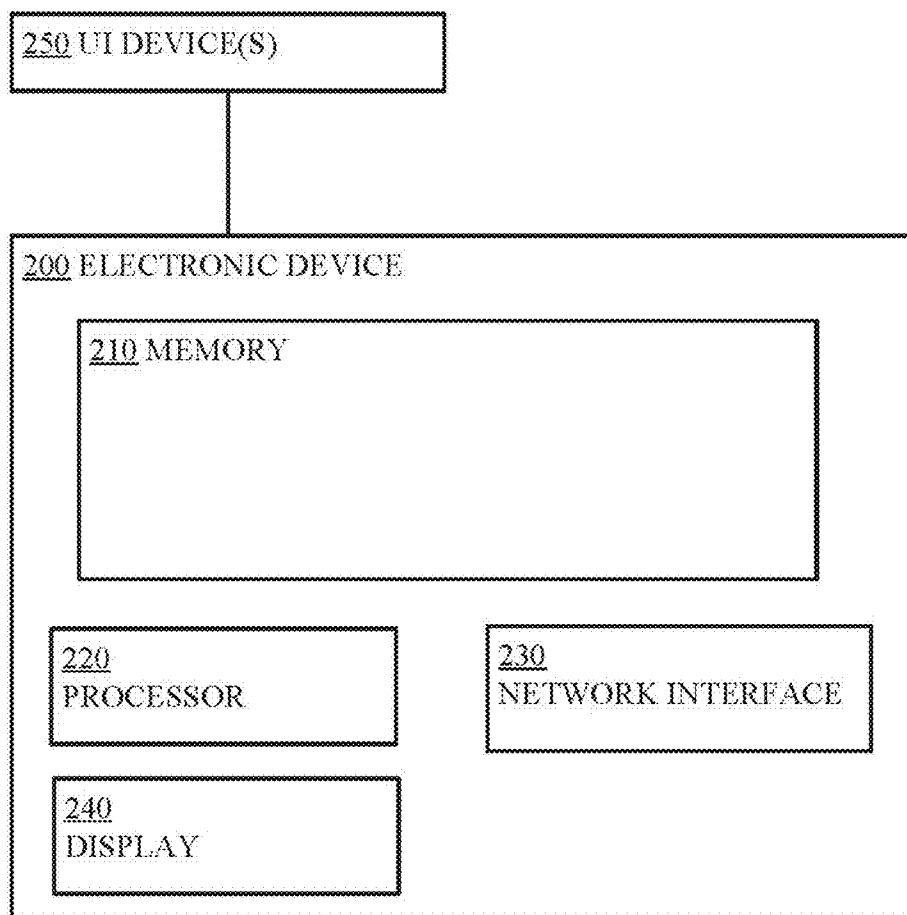 250 UI DEVICE(S)
200 ELECTRONIC DEVICE
210 MEMORY
220
PROCESSOR
230
NETWORK INTERFACE
240
DISPLAY